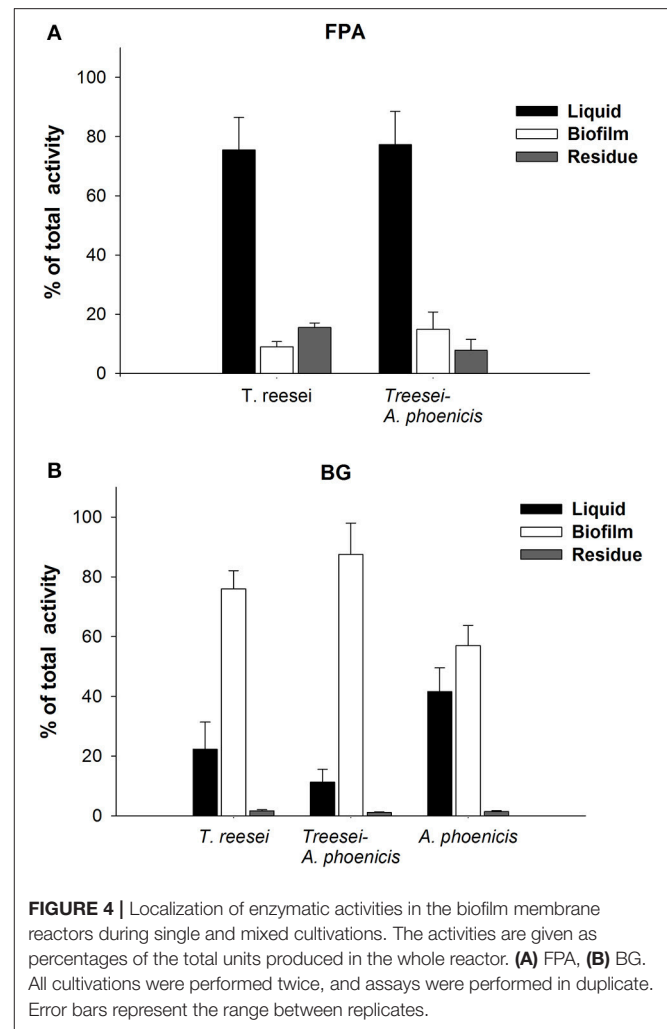 A
FPA
100
80
60
40
20
0
% of total activity
Liquid
Biofilm
Residue
T. reesei
Treesei-
A. phoenicis
B
BG
100
80
60
40
20
0
% of total activity
Liquid
Biofilm
Residue
T. reesei
Treesei-
A. phoenicis
A. phoenicis
FIGURE 4 | Localization of enzymatic activities in the biofilm membrane
reactors during single and mixed cultivations. The activities are given as
percentages of the total units produced in the whole reactor. (A) FPA, (B) BG.
All cultivations were performed twice, and assays were performed in duplicate.
Error bars represent the range between replicates.